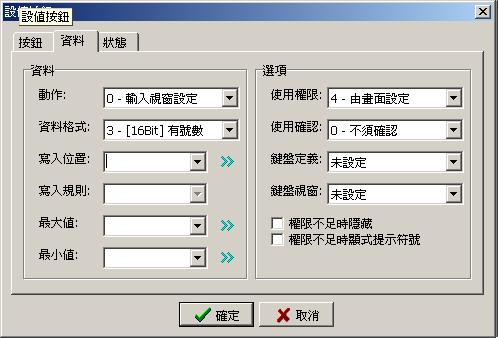 設值按鈕
按鈕 資料 狀態
資料
動作: 0 - 輸入視窗設定
資料格式: 3 - [16Bit] 有號數
寫入位置:
寫入規則:
最大值:
最小值:
選項
使用權限: 4 - 由畫面設定
使用確認: 0 - 不須確認
鍵盤定義: 未設定
鍵盤視窗: 未設定
權限不足時隱藏
權限不足時顯式提示符號
確定 取消